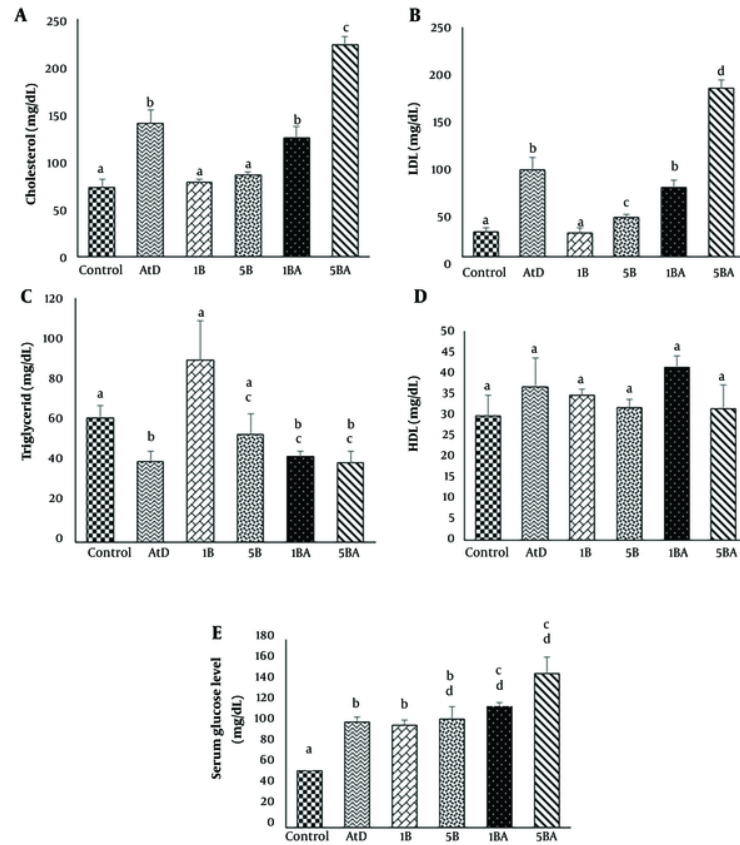 A
Cholesterol (mg/dL)
250
200
150
100
50
0
a
b
a
a
b
c
Control AtD 1B 5B 1BA 5BA
B
LDL (mg/dL)
250
200
150
100
50
0
a
b
a
c
b
d
Control AtD 1B 5B 1BA 5BA
C
Triglycerid (mg/dL)
120
100
80
60
40
20
0
a
b
a
a
c
b
c
b
c
Control AtD 1B 5B 1BA 5BA
D
HDL (mg/dL)
50
45
40
35
30
25
20
15
10
5
0
a
a
a
a
a
a
Control AtD 1B 5B 1BA 5BA
E
Serum glucose level
(mg/dL)
180
160
140
120
100
80
60
40
20
0
a
b
b
b
d
c
d
c
d
Control AtD 1B 5B 1BA 5BA